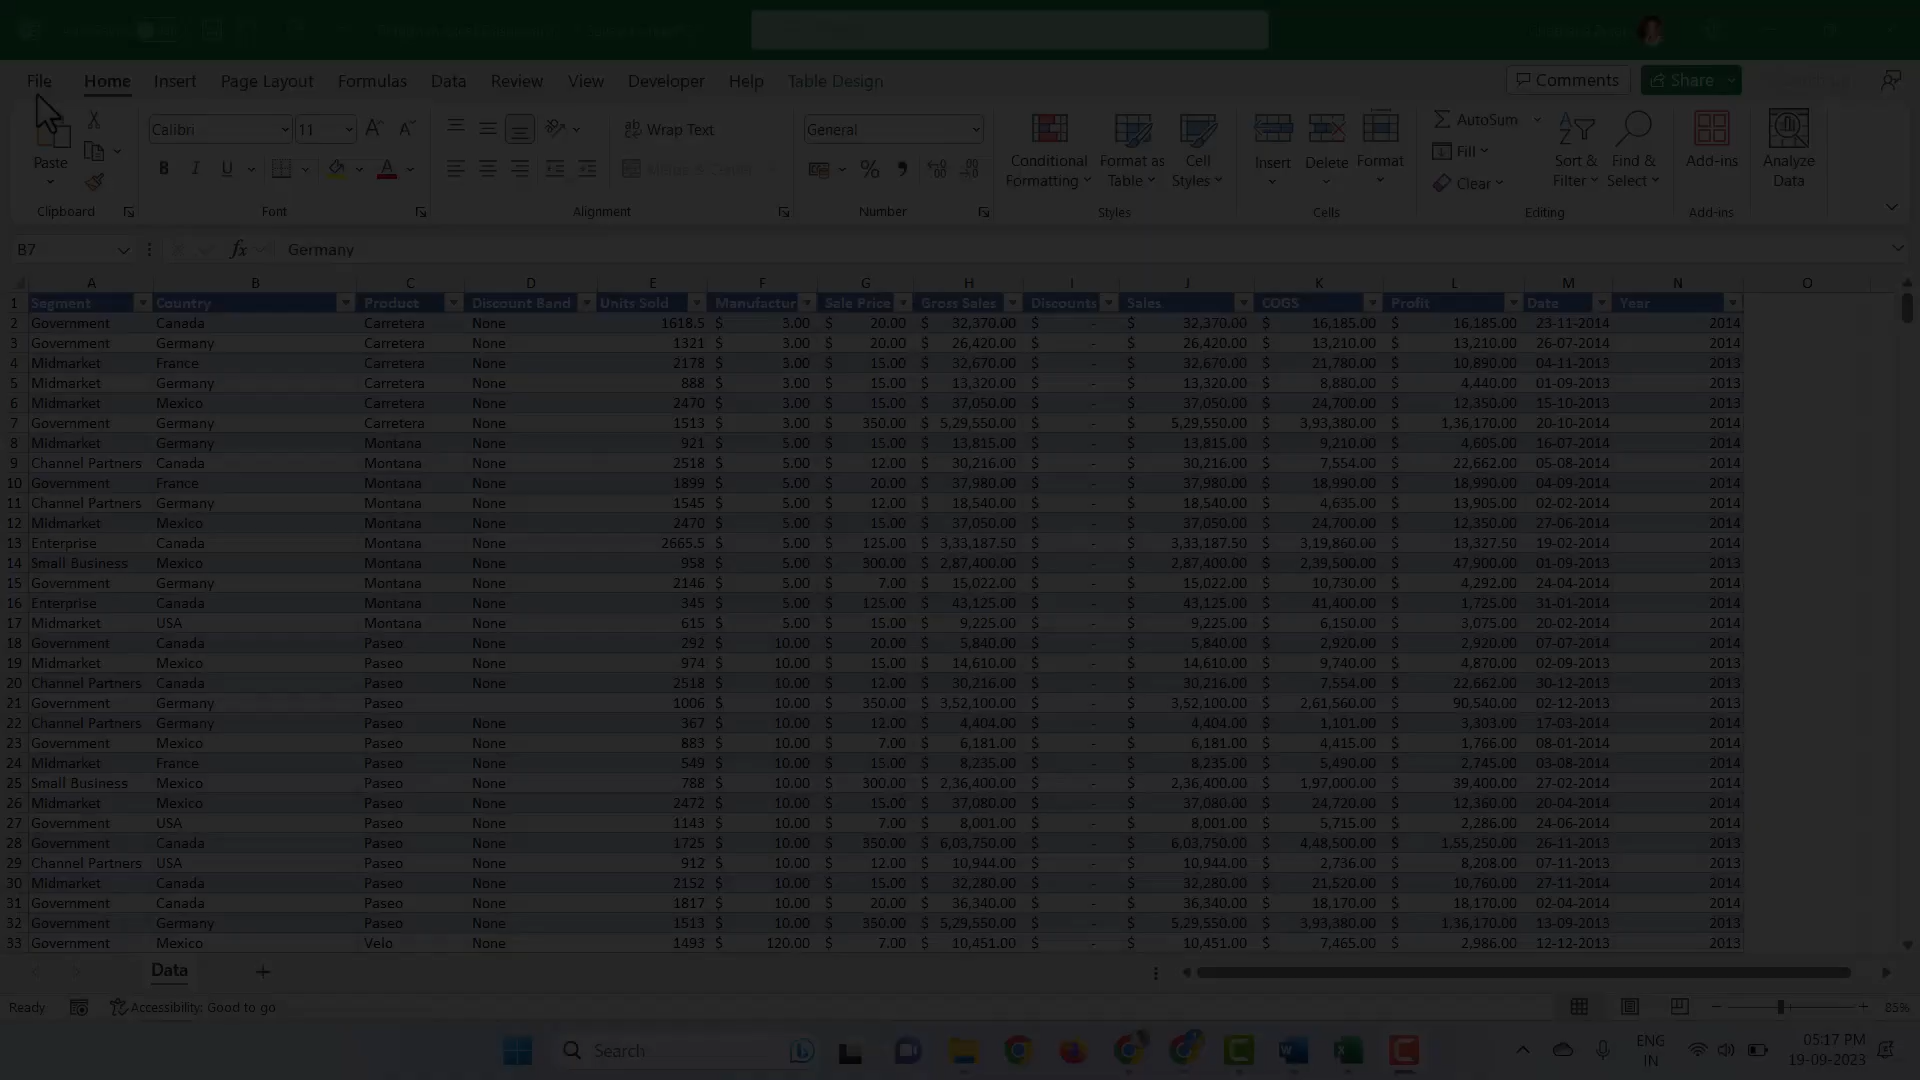 File Home Insert Page Layout Formulas Data Review View Developer Help Table Design Comments Share
Calibri 11 Wrap Text General AutoSum
Paste B I U % Conditional Formatting Format as Table Cell Styles Insert Delete Format Fill Clear Sort & Filter Find & Select Add-ins Analyze Data
Clipboard Font Alignment Number Styles Cells Editing Add-ins
B7 fx Germany
A B C D E F G H I J K L M N O
1 Segment Country Product Discount Band Units Sold Manufactur Sale Price Gross Sales Discounts Sales COGS Profit Date Year
2 Government Canada Carretera None 1618.5 $ 3.00 $ 20.00 $ 32,370.00 $ - $ 32,370.00 $ 16,185.00 $ 16,185.00 23-11-2014 2014
3 Government Germany Carretera None 1321 $ 3.00 $ 20.00 $ 26,420.00 $ - $ 26,420.00 $ 13,210.00 $ 13,210.00 26-07-2014 2014
4 Midmarket France Carretera None 2178 $ 3.00 $ 15.00 $ 32,670.00 $ - $ 32,670.00 $ 21,780.00 $ 10,890.00 04-11-2013 2013
5 Midmarket Germany Carretera None 888 $ 3.00 $ 15.00 $ 13,320.00 $ - $ 13,320.00 $ 8,880.00 $ 4,440.00 01-09-2013 2013
6 Midmarket Mexico Carretera None 2470 $ 3.00 $ 15.00 $ 37,050.00 $ - $ 37,050.00 $ 24,700.00 $ 12,350.00 15-10-2013 2013
7 Government Germany Carretera None 1513 $ 3.00 $ 350.00 $ 5,29,550.00 $ - $ 5,29,550.00 $ 3,93,380.00 $ 1,36,170.00 20-10-2014 2014
8 Midmarket Germany Montana None 921 $ 5.00 $ 15.00 $ 13,815.00 $ - $ 13,815.00 $ 9,210.00 $ 4,605.00 16-07-2014 2014
9 Channel Partners Canada Montana None 2518 $ 5.00 $ 12.00 $ 30,216.00 $ - $ 30,216.00 $ 7,554.00 $ 22,662.00 05-08-2014 2014
10 Government France Montana None 1899 $ 5.00 $ 20.00 $ 37,980.00 $ - $ 37,980.00 $ 18,990.00 $ 18,990.00 04-09-2014 2014
11 Channel Partners Germany Montana None 1545 $ 5.00 $ 12.00 $ 18,540.00 $ - $ 18,540.00 $ 4,635.00 $ 13,905.00 02-02-2014 2014
12 Midmarket Mexico Montana None 2470 $ 5.00 $ 15.00 $ 37,050.00 $ - $ 37,050.00 $ 24,700.00 $ 12,350.00 27-06-2014 2014
13 Enterprise Canada Montana None 2665.5 $ 5.00 $ 125.00 $ 3,33,187.50 $ - $ 3,33,187.50 $ 3,19,860.00 $ 13,327.50 19-02-2014 2014
14 Small Business Mexico Montana None 958 $ 5.00 $ 300.00 $ 2,87,400.00 $ - $ 2,87,400.00 $ 2,39,500.00 $ 47,900.00 01-09-2013 2013
15 Government Germany Montana None 2146 $ 5.00 $ 7.00 $ 15,022.00 $ - $ 15,022.00 $ 10,730.00 $ 4,292.00 24-04-2014 2014
16 Enterprise Canada Montana None 345 $ 5.00 $ 125.00 $ 43,125.00 $ - $ 43,125.00 $ 41,400.00 $ 1,725.00 31-01-2014 2014
17 Midmarket USA Montana None 615 $ 5.00 $ 15.00 $ 9,225.00 $ - $ 9,225.00 $ 6,150.00 $ 3,075.00 20-02-2014 2014
18 Government Canada Paseo None 292 $ 10.00 $ 20.00 $ 5,840.00 $ - $ 5,840.00 $ 2,920.00 $ 2,920.00 07-07-2014 2014
19 Midmarket Mexico Paseo None 974 $ 10.00 $ 15.00 $ 14,610.00 $ - $ 14,610.00 $ 9,740.00 $ 4,870.00 02-09-2013 2013
20 Channel Partners Canada Paseo None 2518 $ 10.00 $ 12.00 $ 30,216.00 $ - $ 30,216.00 $ 7,554.00 $ 22,662.00 30-12-2013 2013
21 Government Germany Paseo 1006 $ 10.00 $ 350.00 $ 3,52,100.00 $ - $ 3,52,100.00 $ 2,61,560.00 $ 90,540.00 02-12-2013 2013
22 Channel Partners Germany Paseo None 367 $ 10.00 $ 12.00 $ 4,404.00 $ - $ 4,404.00 $ 1,101.00 $ 3,303.00 17-03-2014 2014
23 Government Mexico Paseo None 883 $ 10.00 $ 7.00 $ 6,181.00 $ - $ 6,181.00 $ 4,415.00 $ 1,766.00 08-01-2014 2014
24 Midmarket France Paseo None 549 $ 10.00 $ 15.00 $ 8,235.00 $ - $ 8,235.00 $ 5,490.00 $ 2,745.00 03-08-2014 2014
25 Small Business Mexico Paseo None 788 $ 10.00 $ 300.00 $ 2,36,400.00 $ - $ 2,36,400.00 $ 1,97,000.00 $ 39,400.00 27-02-2014 2014
26 Midmarket Mexico Paseo None 2472 $ 10.00 $ 15.00 $ 37,080.00 $ - $ 37,080.00 $ 24,720.00 $ 12,360.00 20-04-2014 2014
27 Government USA Paseo None 1143 $ 10.00 $ 7.00 $ 8,001.00 $ - $ 8,001.00 $ 5,715.00 $ 2,286.00 24-06-2014 2014
28 Government Canada Paseo None 1725 $ 10.00 $ 350.00 $ 6,03,750.00 $ - $ 6,03,750.00 $ 4,48,500.00 $ 1,55,250.00 26-11-2013 2013
29 Channel Partners USA Paseo None 912 $ 10.00 $ 12.00 $ 10,944.00 $ - $ 10,944.00 $ 2,736.00 $ 8,208.00 07-11-2013 2013
30 Midmarket Canada Paseo None 2152 $ 10.00 $ 15.00 $ 32,280.00 $ - $ 32,280.00 $ 21,520.00 $ 10,760.00 27-11-2014 2014
31 Government Canada Paseo None 1817 $ 10.00 $ 20.00 $ 36,340.00 $ - $ 36,340.00 $ 18,170.00 $ 18,170.00 02-04-2014 2014
32 Government Germany Paseo None 1513 $ 10.00 $ 350.00 $ 5,29,550.00 $ - $ 5,29,550.00 $ 3,93,380.00 $ 1,36,170.00 13-09-2013 2013
33 Government Mexico Velo None 1493 $ 120.00 $ 7.00 $ 10,451.00 $ - $ 10,451.00 $ 7,465.00 $ 2,986.00 12-12-2013 2013
Data
Ready Accessibility: Good to go 85%
Search ENG IN 05:17 PM 19-09-2023